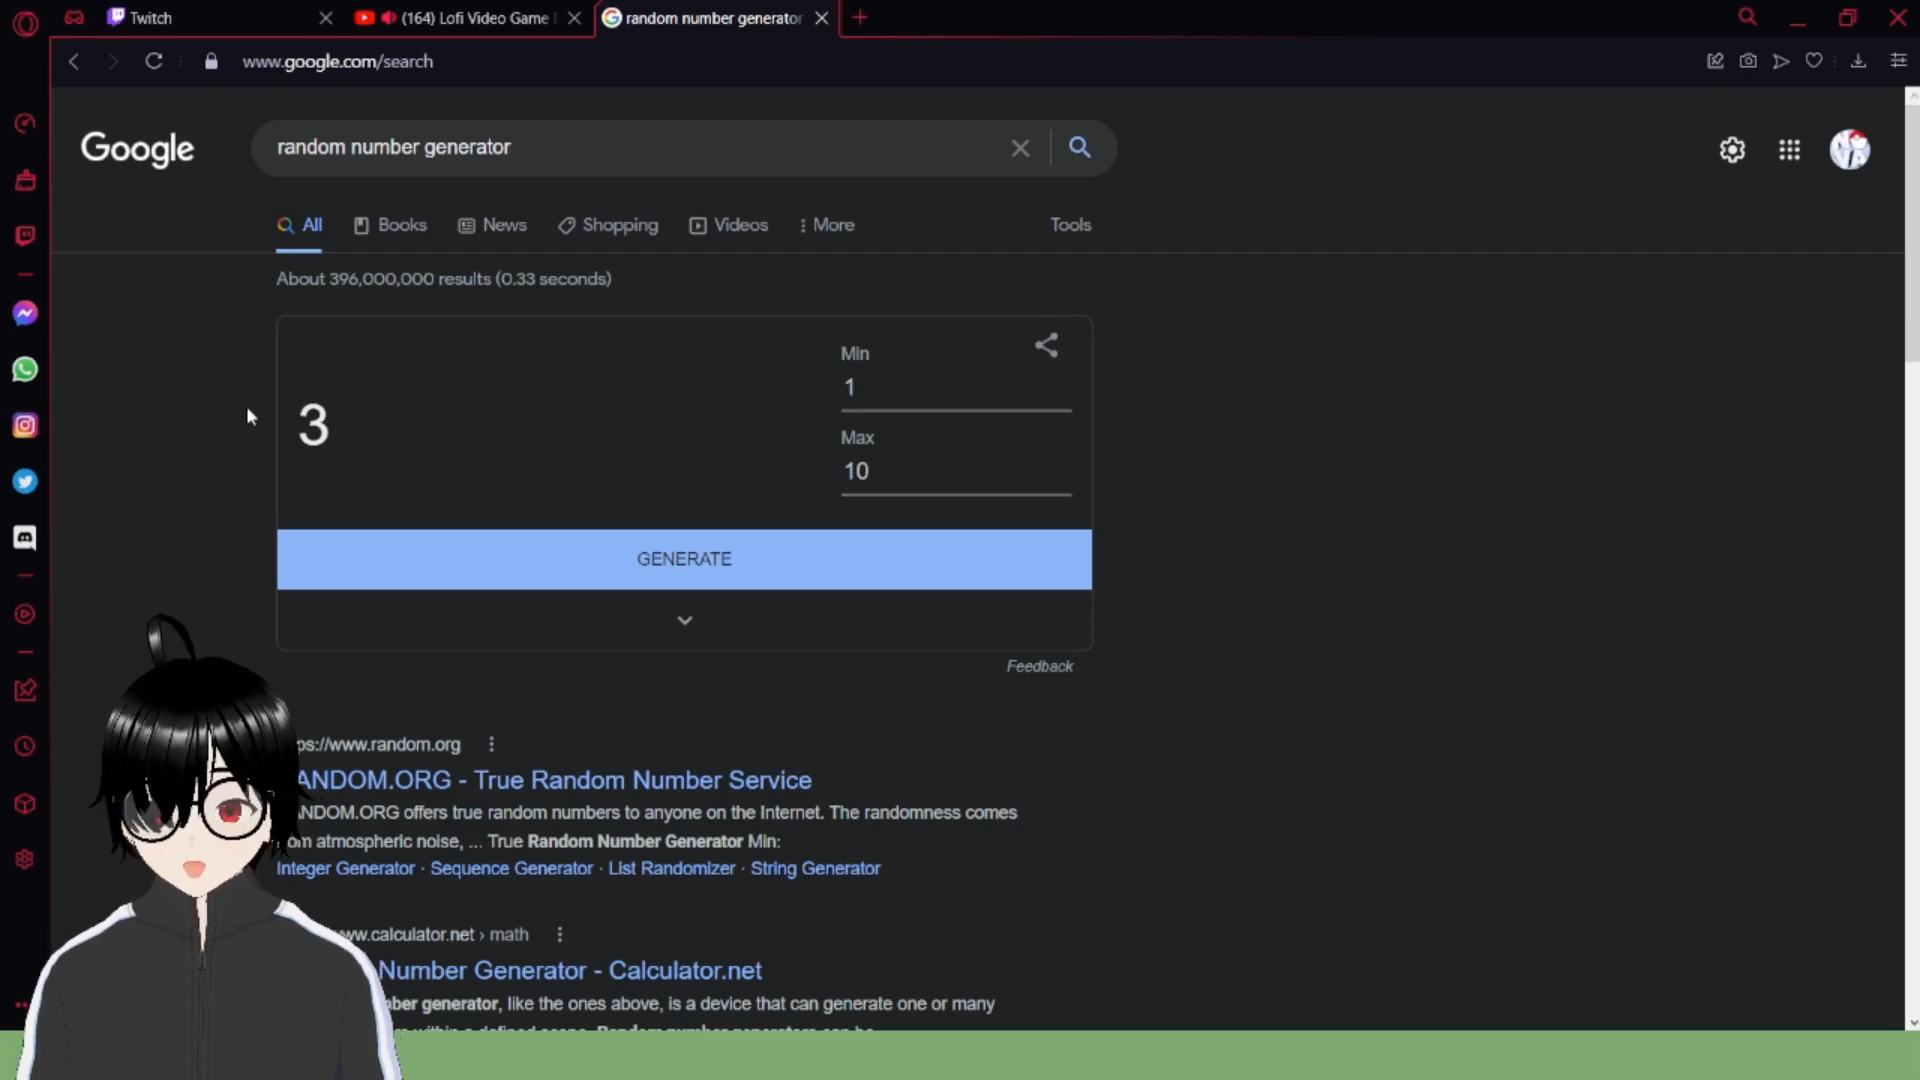 Twitch
(164) Lofi Video Game
random number generator
www.google.com/search
Google
random number generator
All
Books
News
Shopping
Videos
More
Tools
About 396,000,000 results (0.33 seconds)
Min
1
3
Max
10
GENERATE
Feedback
ps://www.random.org
ANDOM.ORG - True Random Number Service
NDOM.ORG offers true random numbers to anyone on the Internet. The randomness comes
om atmospheric noise, ... True Random Number Generator Min:
Integer Generator · Sequence Generator · List Randomizer · String Generator
ww.calculator.net › math
Number Generator - Calculator.net
ber generator, like the ones above, is a device that can generate one or many